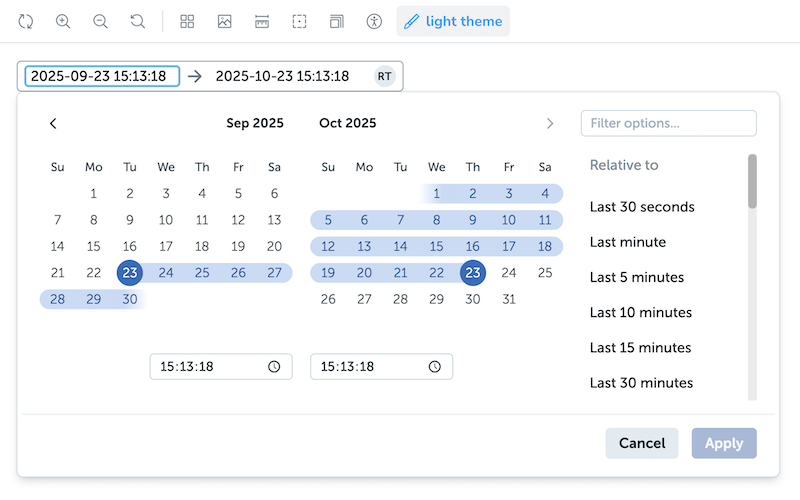 light theme
2025-09-23 15:13:18 → 2025-10-23 15:13:18 RT
Sep 2025
Su Mo Tu We Th Fr Sa
1 2 3 4 5 6
7 8 9 10 11 12 13
14 15 16 17 18 19 20
21 22 23 24 25 26 27
28 29 30
15:13:18
Oct 2025
Su Mo Tu We Th Fr Sa
1 2 3 4
5 6 7 8 9 10 11
12 13 14 15 16 17 18
19 20 21 22 23 24 25
26 27 28 29 30 31
15:13:18
Filter options...
Relative to
Last 30 seconds
Last minute
Last 5 minutes
Last 10 minutes
Last 15 minutes
Last 30 minutes
Cancel Apply